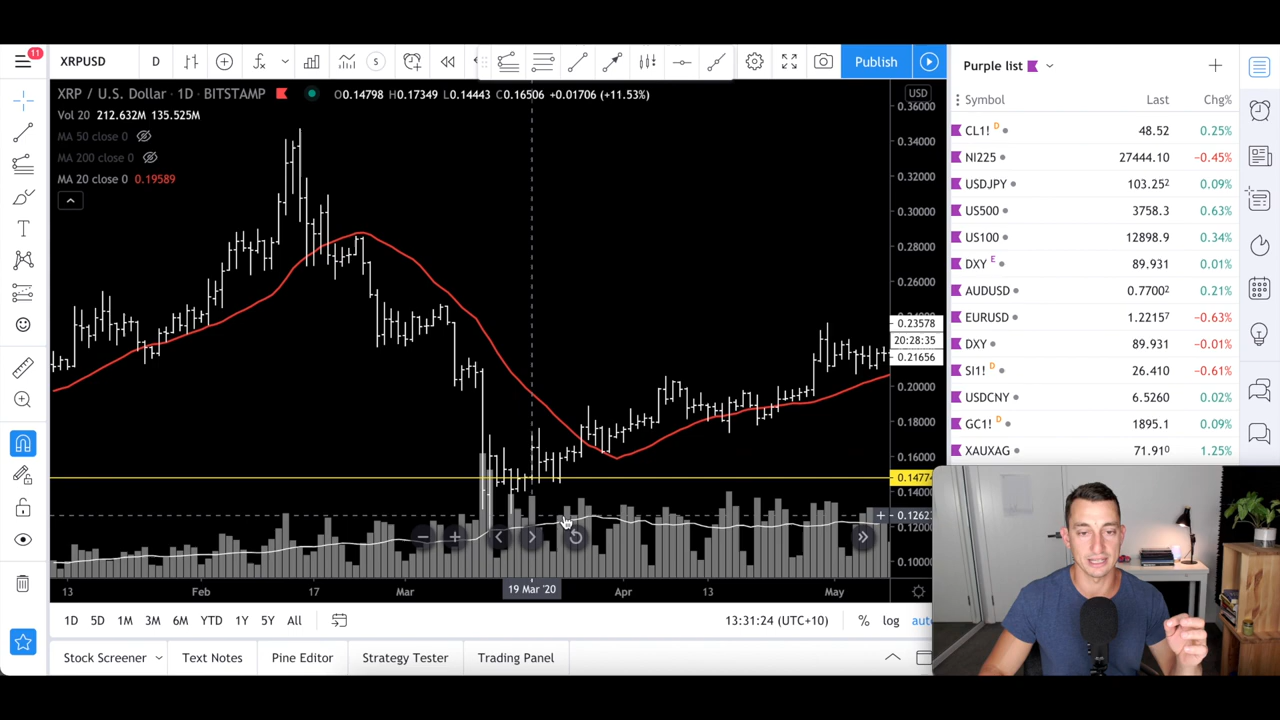 11
XRPUSD D Publish
XRP / U.S. Dollar · 1D · BITSTAMP O0.14798 H0.17349 L0.14443 C0.16506 +0.01706 (+11.53%)
Vol 20 212.632M 135.525M
MA 50 close 0
MA 200 close 0
MA 20 close 0 0.19589
USD
0.36000
0.34000
0.32000
0.30000
0.28000
0.26000
0.23578
20:28:35
0.21656
0.20000
0.18000
0.16000
0.14774
0.14000
0.12623
0.12000
0.10000
13 Feb 17 Mar 19 Mar '20 Apr 13 May
1D 5D 1M 3M 6M YTD 1Y 5Y All 13:31:24 (UTC+10) % log auto
Stock Screener Text Notes Pine Editor Strategy Tester Trading Panel
Purple list
Symbol Last Chg%
CL1! D 48.52 0.25%
NI225 27444.10 −0.45%
USDJPY 103.252 0.09%
US500 3758.3 0.63%
US100 12898.9 0.34%
DXY E 89.931 0.01%
AUDUSD 0.77002 0.21%
EURUSD 1.22157 −0.63%
DXY 89.931 −0.01%
SI1! D 26.410 −0.61%
USDCNY 6.5260 0.02%
GC1! D 1895.1 0.09%
XAUXAG 71.910 1.25%